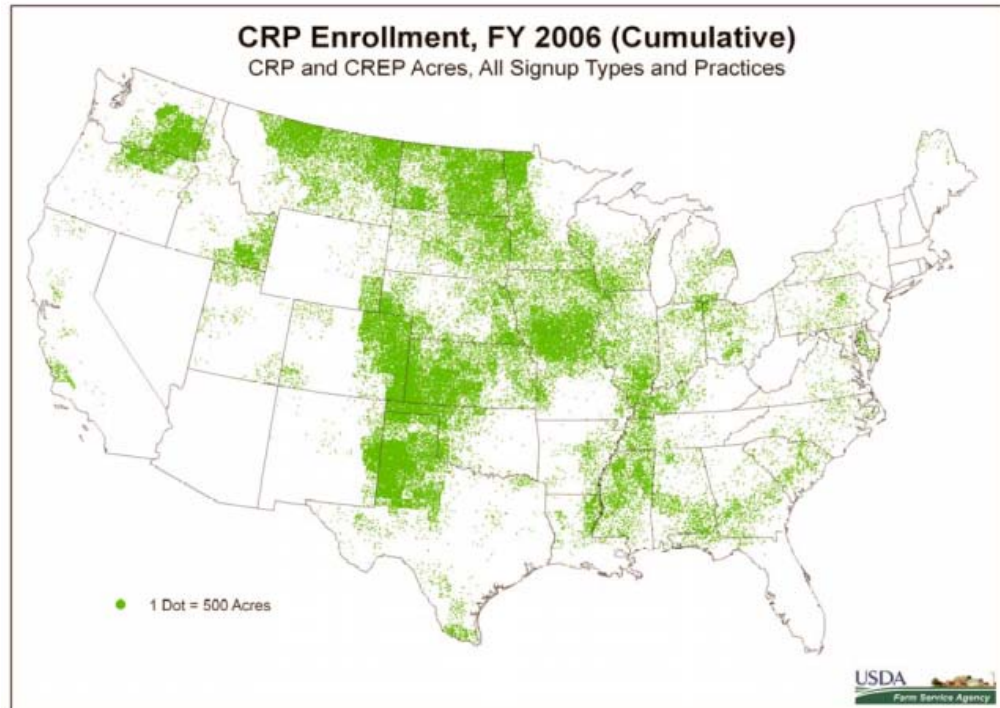 CRP Enrollment, FY 2006 (Cumulative)
CRP and CREP Acres, All Signup Types and Practices
1 Dot = 500 Acres
USDA
Farm Service Agency